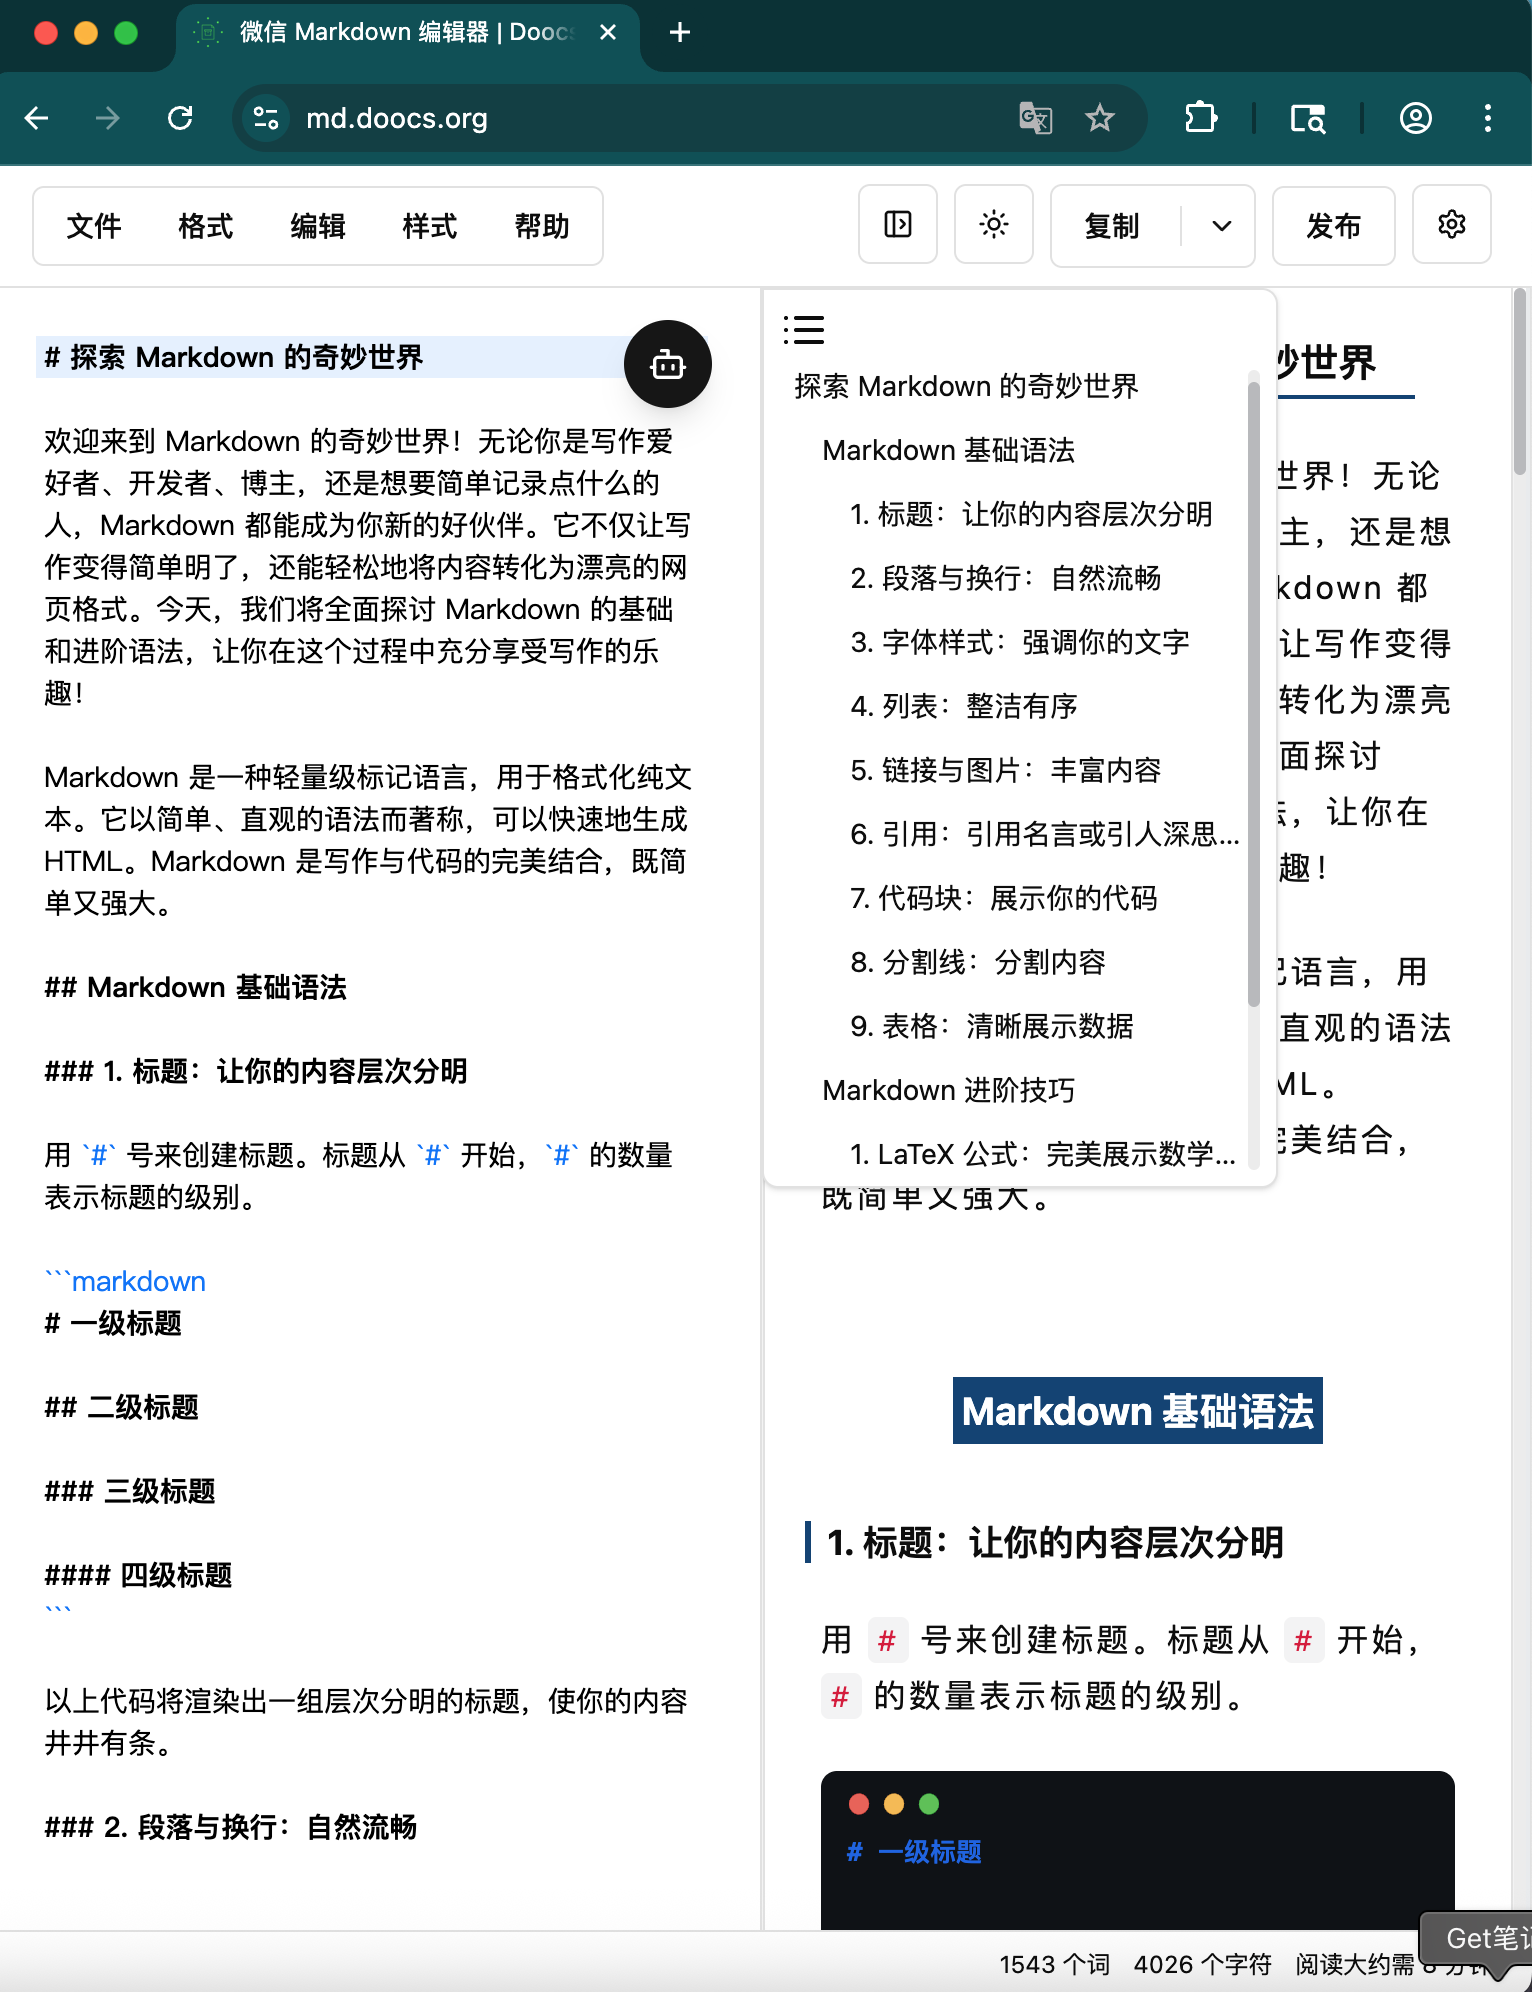 微信 Markdown 编辑器 | Doocs
md.doocs.org
文件 格式 编辑 样式 帮助
复制 发布
# 探索 Markdown 的奇妙世界
欢迎来到 Markdown 的奇妙世界！无论你是写作爱
好者、开发者、博主，还是想要简单记录点什么的
人，Markdown 都能成为你新的好伙伴。它不仅让写
作变得简单明了，还能轻松地将内容转化为漂亮的网
页格式。今天，我们将全面探讨 Markdown 的基础
和进阶语法，让你在这个过程中充分享受写作的乐
趣！
Markdown 是一种轻量级标记语言，用于格式化纯文
本。它以简单、直观的语法而著称，可以快速地生成
HTML。Markdown 是写作与代码的完美结合，既简
单又强大。
## Markdown 基础语法
### 1. 标题：让你的内容层次分明
用 `#` 号来创建标题。标题从 `#` 开始，`#` 的数量
表示标题的级别。
```markdown
# 一级标题
## 二级标题
### 三级标题
#### 四级标题
```
以上代码将渲染出一组层次分明的标题，使你的内容
井井有条。
### 2. 段落与换行：自然流畅
探索 Markdown 的奇妙世界
Markdown 基础语法
1. 标题：让你的内容层次分明
2. 段落与换行：自然流畅
3. 字体样式：强调你的文字
4. 列表：整洁有序
5. 链接与图片：丰富内容
6. 引用：引用名言或引人深思...
7. 代码块：展示你的代码
8. 分割线：分割内容
9. 表格：清晰展示数据
Markdown 进阶技巧
1. LaTeX 公式：完美展示数学...
妙世界
世界！无论
主，还是想
kdown 都
让写作变得
转化为漂亮
面探讨
法，让你在
趣！
记语言，用
直观的语法
ML。
完美结合，
既简单又强大。
Markdown 基础语法
1. 标题：让你的内容层次分明
用 # 号来创建标题。标题从 # 开始，
# 的数量表示标题的级别。
# 一级标题
1543 个词 4026 个字符 阅读大约需 8 分钟
Get笔记